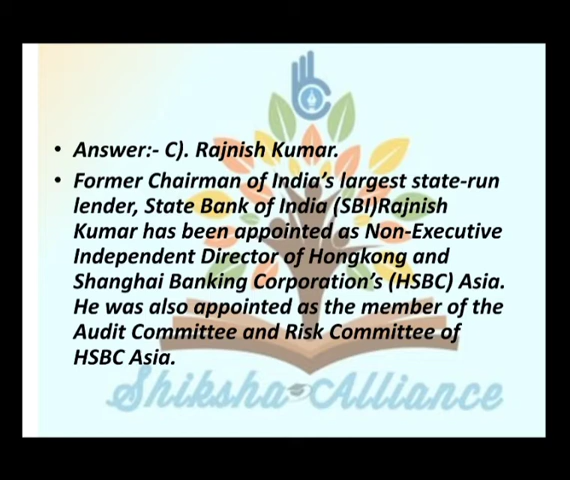 • Answer:- C). Rajnish Kumar.
• Former Chairman of India's largest state-run
lender, State Bank of India (SBI)Rajnish
Kumar has been appointed as Non-Executive
Independent Director of Hongkong and
Shanghai Banking Corporation's (HSBC) Asia.
He was also appointed as the member of the
Audit Committee and Risk Committee of
HSBC Asia.
Shiksha Alliance